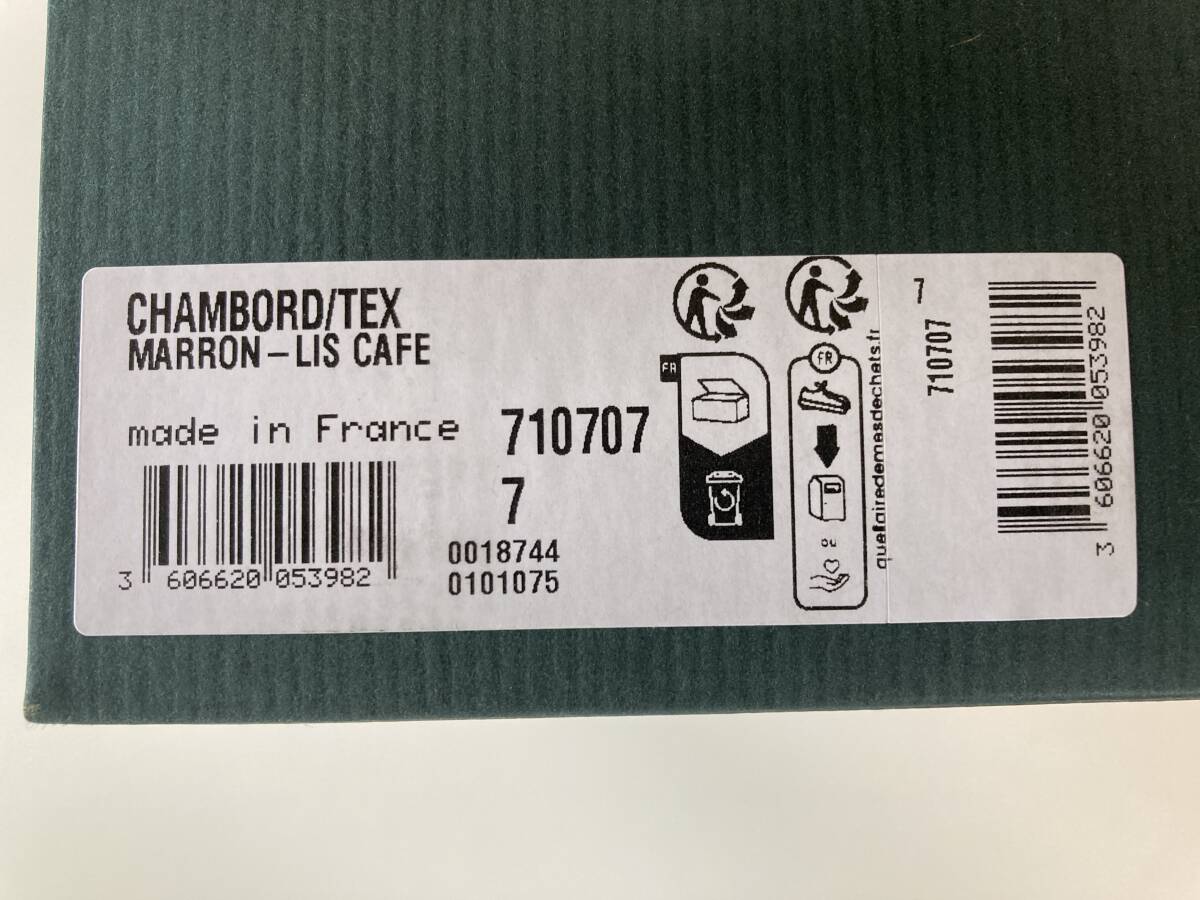 CHAMBORD/TEX
MARRON-LIS CAFE
made in France
710707
7
0018744
0101075
3 606620 053982
FR
FR
quefairedemesdechets.fr
7
710707
3 606620 053982